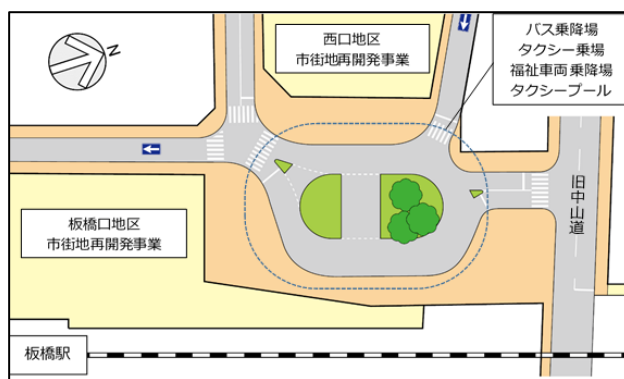 N
西口地区
市街地再開発事業
バス乗降場
タクシー乗場
福祉車両乗降場
タクシープール
旧中山道
板橋口地区
市街地再開発事業
板橋駅